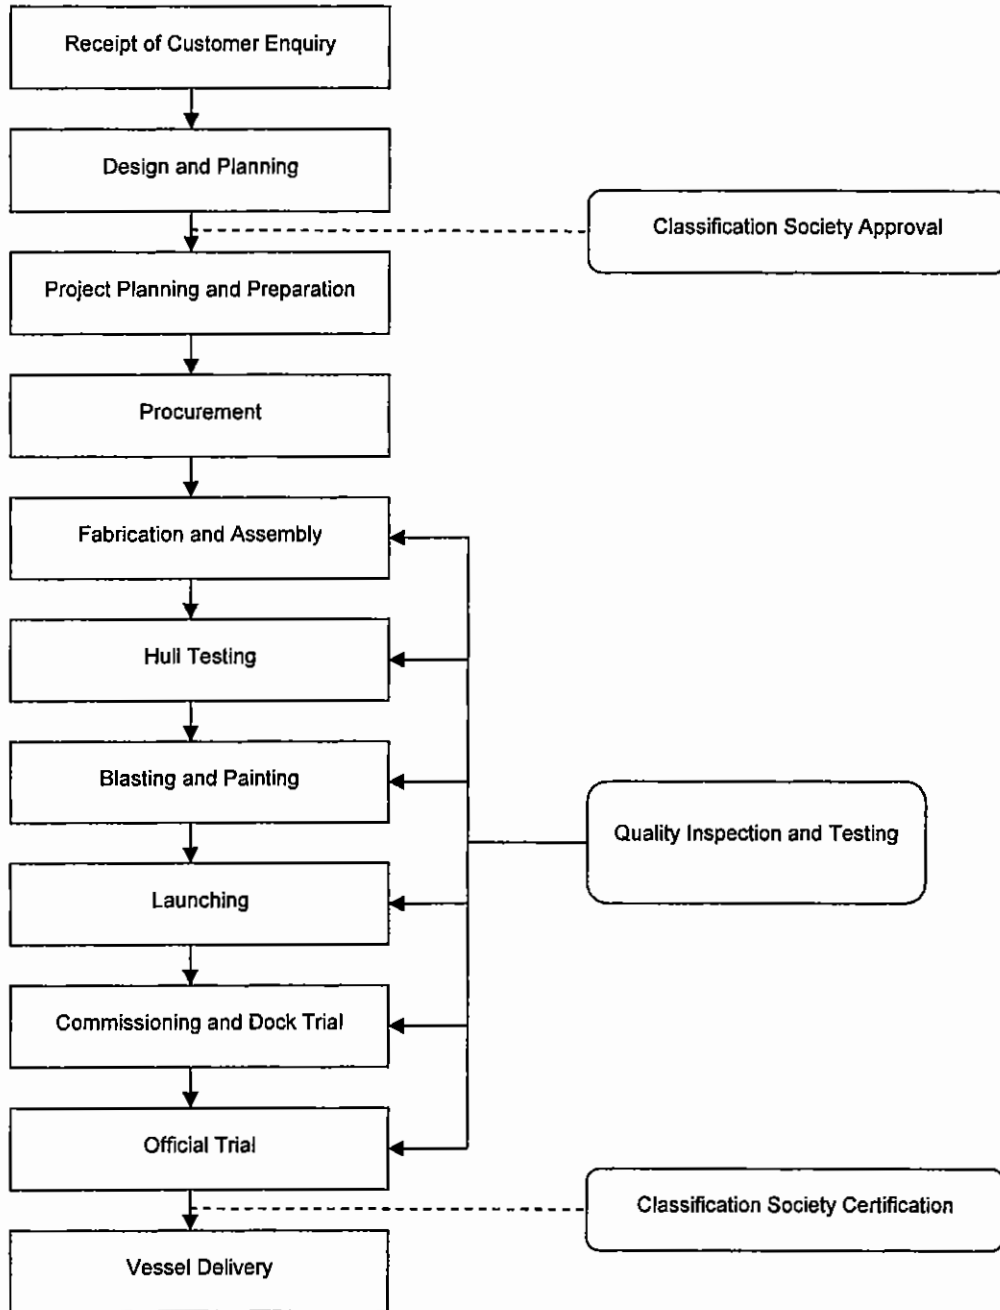 Receipt of Customer Enquiry
Design and Planning
Classification Society Approval
Project Planning and Preparation
Procurement
Fabrication and Assembly
Hull Testing
Blasting and Painting
Quality Inspection and Testing
Launching
Commissioning and Dock Trial
Official Trial
Classification Society Certification
Vessel Delivery